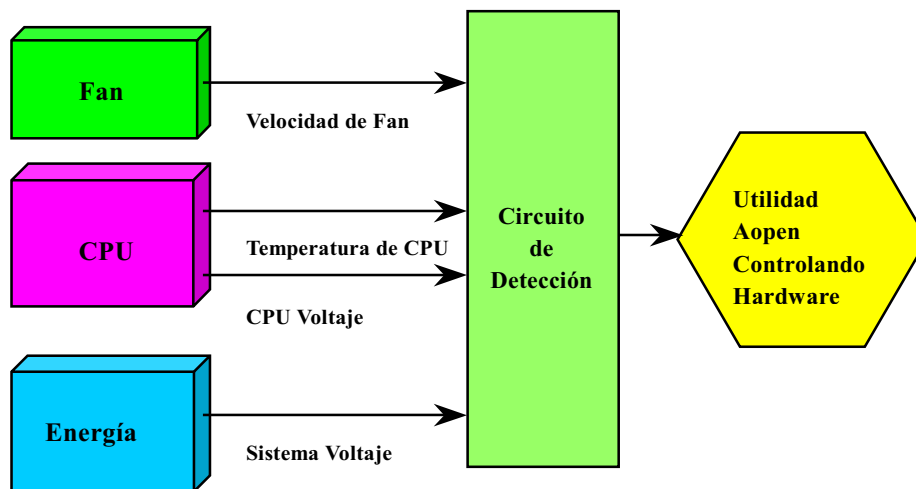 Fan
Velocidad de Fan
CPU
Temperatura de CPU
CPU Voltaje
Energía
Sistema Voltaje
Circuito
de
Detección
Utilidad
Aopen
Controlando
Hardware